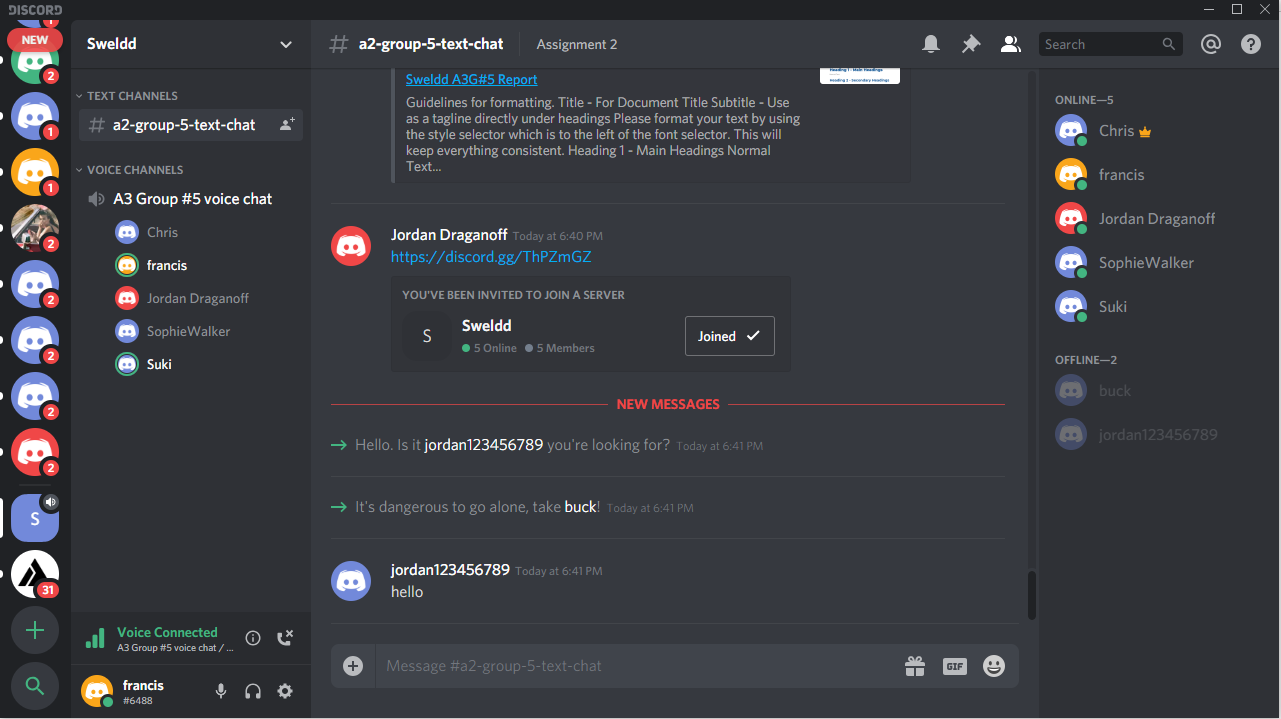 DISCORD
NEW
1
2
1
1
2
2
2
2
2
S
31
Sweldd
TEXT CHANNELS
# a2-group-5-text-chat
VOICE CHANNELS
A3 Group #5 voice chat
Chris
francis
Jordan Draganoff
SophieWalker
Suki
Voice Connected
A3 Group #5 voice chat / ...
francis
#6488
# a2-group-5-text-chat
Assignment 2
Search
Sweldd A3G#5 Report
Guidelines for formatting. Title - For Document Title Subtitle - Use
as a tagline directly under headings Please format your text by using
the style selector which is to the left of the font selector. This will
keep everything consistent. Heading 1 - Main Headings Normal
Text...
Heading 1 - Main Headings
Heading 2 - Secondary Headings
Jordan Draganoff Today at 6:40 PM
https://discord.gg/ThPZmGZ
YOU'VE BEEN INVITED TO JOIN A SERVER
S
Sweldd
5 Online 5 Members
Joined
NEW MESSAGES
Hello. Is it jordan123456789 you're looking for? Today at 6:41 PM
It's dangerous to go alone, take buck! Today at 6:41 PM
jordan123456789 Today at 6:41 PM
hello
Message #a2-group-5-text-chat
GIF
ONLINE—5
Chris
francis
Jordan Draganoff
SophieWalker
Suki
OFFLINE—2
buck
jordan123456789